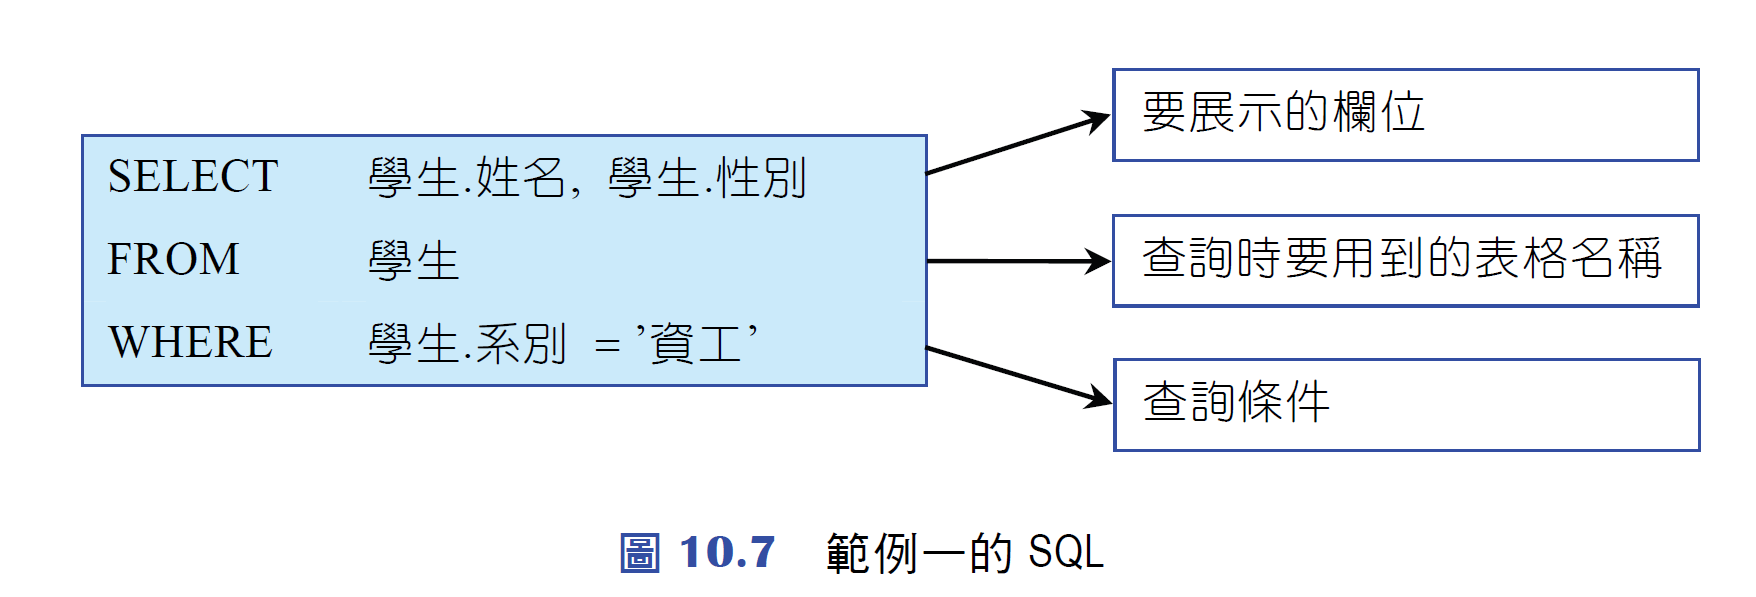 SELECT 學生.姓名, 學生.性別
FROM 學生
WHERE 學生.系別 = ’資工’
要展示的欄位
查詢時要用到的表格名稱
查詢條件
圖 10.7 範例一的 SQL